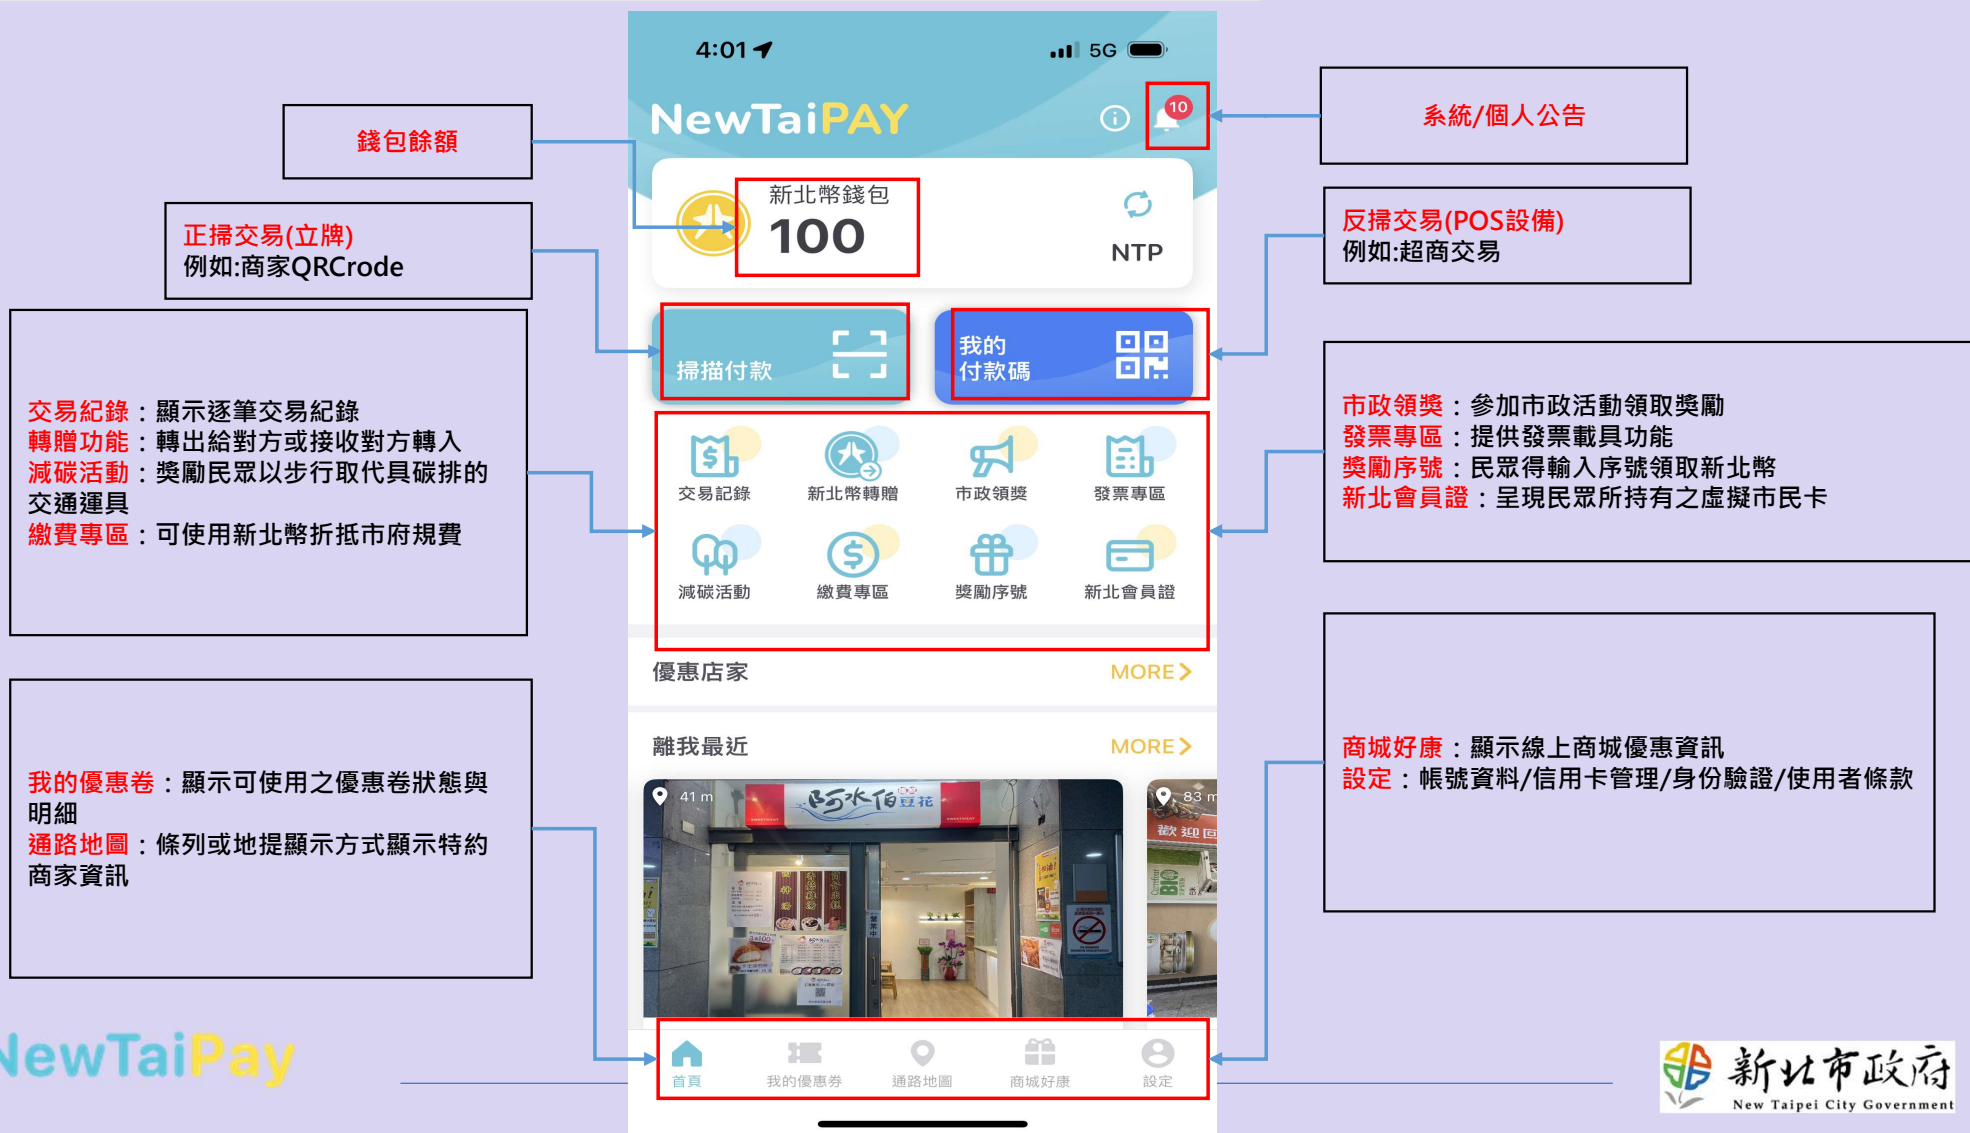 4:01
5G
NewTaiPAY
10
新北幣錢包
100
NTP
掃描付款
我的
付款碼
交易記錄
新北幣轉贈
市政領獎
發票專區
減碳活動
繳費專區
獎勵序號
新北會員證
優惠店家
MORE
離我最近
MORE
41 m
阿水伯豆花
83 m
歡迎回
BIO
首頁
我的優惠券
通路地圖
商城好康
設定
錢包餘額
正掃交易(立牌)
例如:商家QRCrode
交易紀錄：顯示逐筆交易紀錄
轉贈功能：轉出給對方或接收對方轉入
減碳活動：獎勵民眾以步行取代具碳排的
交通運具
繳費專區：可使用新北幣折抵市府規費
我的優惠卷：顯示可使用之優惠卷狀態與
明細
通路地圖：條列或地提顯示方式顯示特約
商家資訊
系統/個人公告
反掃交易(POS設備)
例如:超商交易
市政領獎：參加市政活動領取獎勵
發票專區：提供發票載具功能
獎勵序號：民眾得輸入序號領取新北幣
新北會員證：呈現民眾所持有之虛擬市民卡
商城好康：顯示線上商城優惠資訊
設定：帳號資料/信用卡管理/身份驗證/使用者條款
NewTaiPay
新北市政府
New Taipei City Government